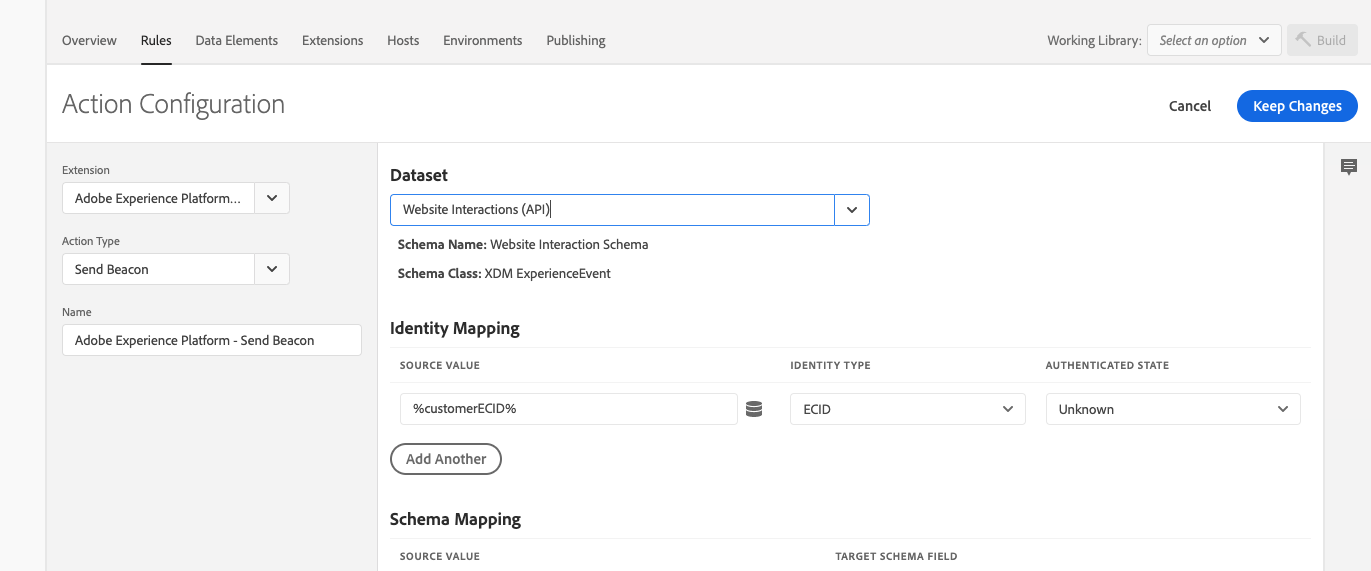 Overview Rules Data Elements Extensions Hosts Environments Publishing Working Library: Select an option Build
Action Configuration Cancel Keep Changes
Extension
Adobe Experience Platform...
Action Type
Send Beacon
Name
Adobe Experience Platform - Send Beacon
Dataset
Website Interactions (API)
Schema Name: Website Interaction Schema
Schema Class: XDM ExperienceEvent
Identity Mapping
SOURCE VALUE IDENTITY TYPE AUTHENTICATED STATE
%customerECID% ECID Unknown
Add Another
Schema Mapping
SOURCE VALUE TARGET SCHEMA FIELD